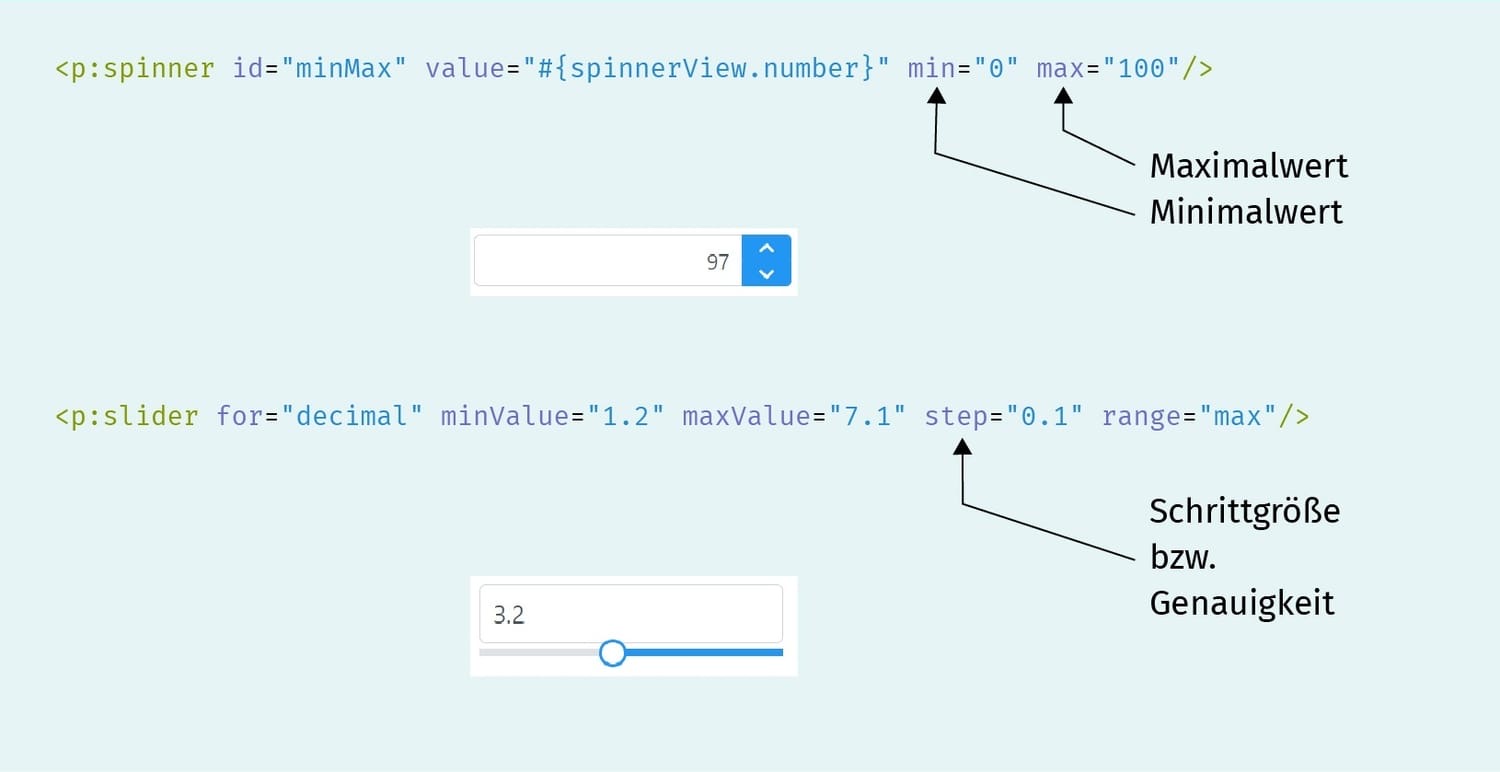 <p:spinner id="minMax" value="#{spinnerView.number}" min="0" max="100"/>
Maximalwert
Minimalwert
97
<p:slider for="decimal" minValue="1.2" maxValue="7.1" step="0.1" range="max"/>
Schrittgröße
bzw.
Genauigkeit
3.2